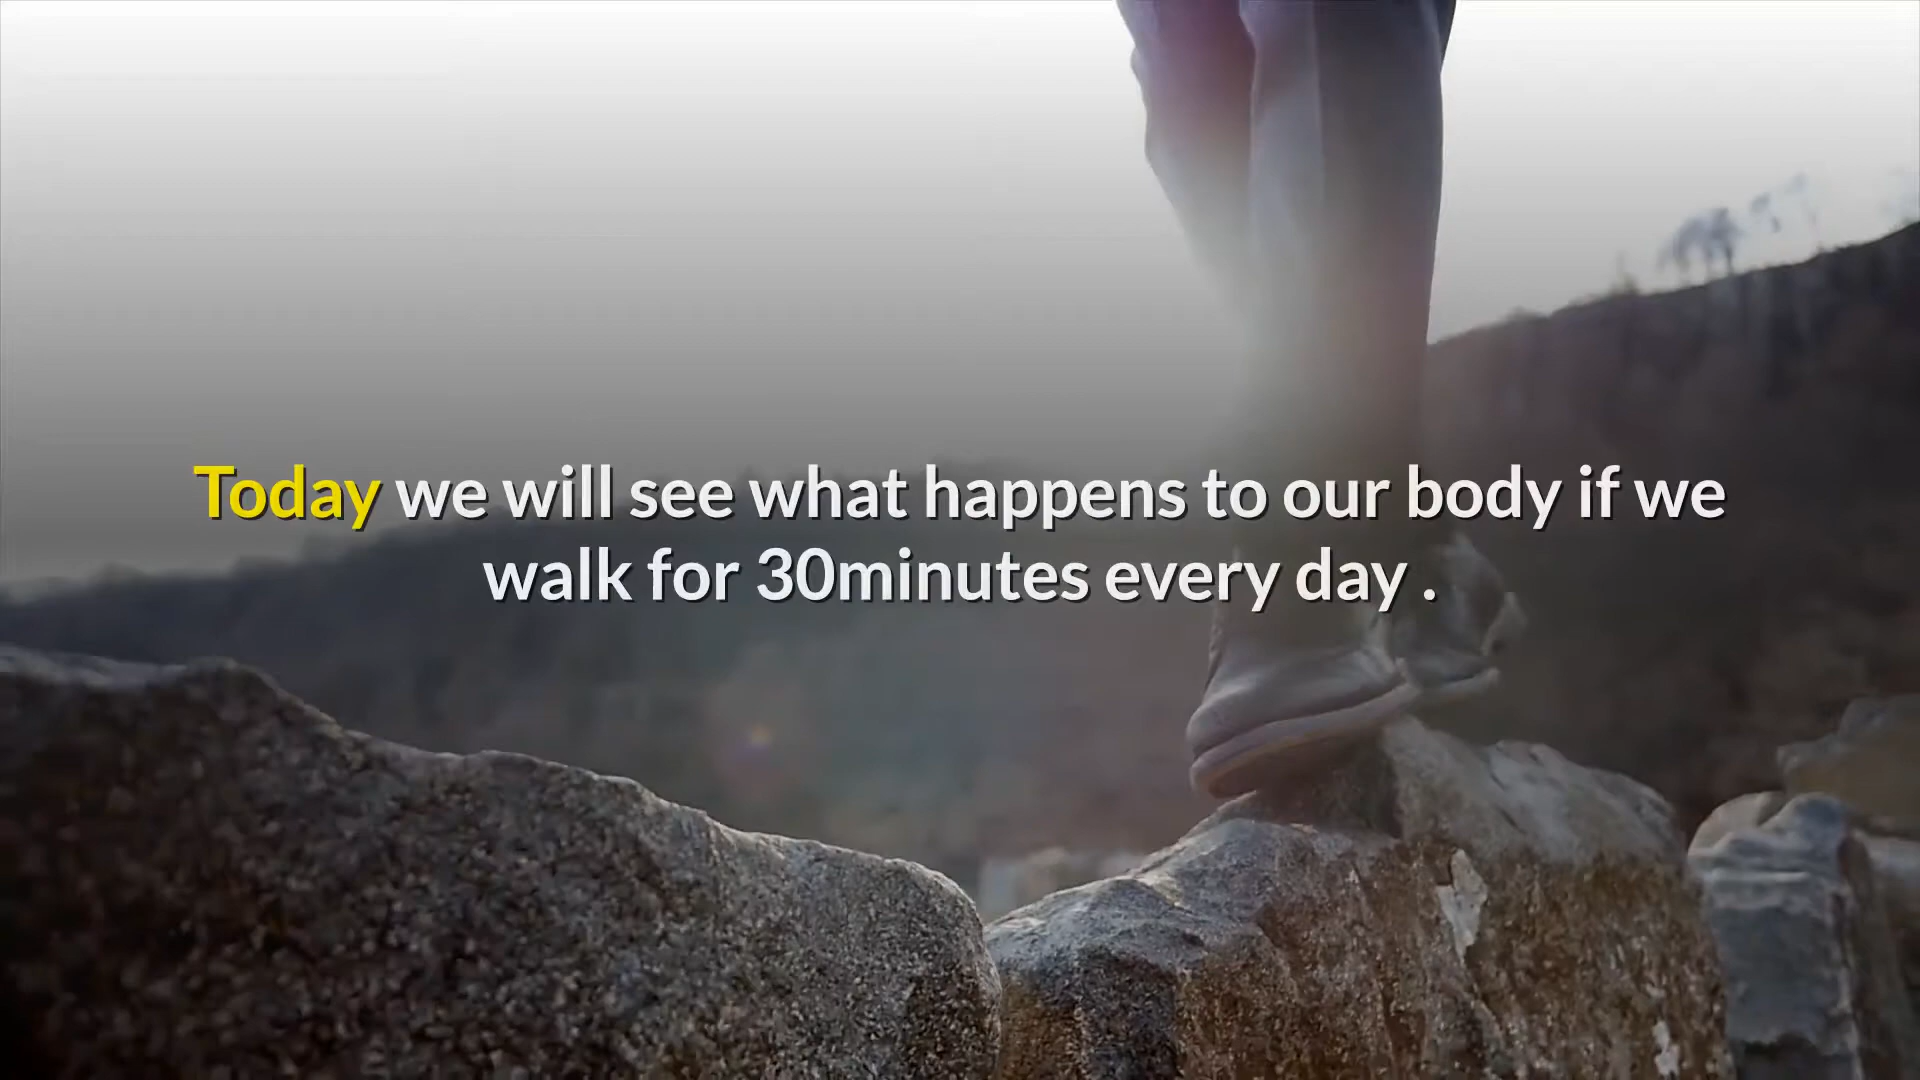 Today we will see what happens to our body if we
walk for 30minutes every day .